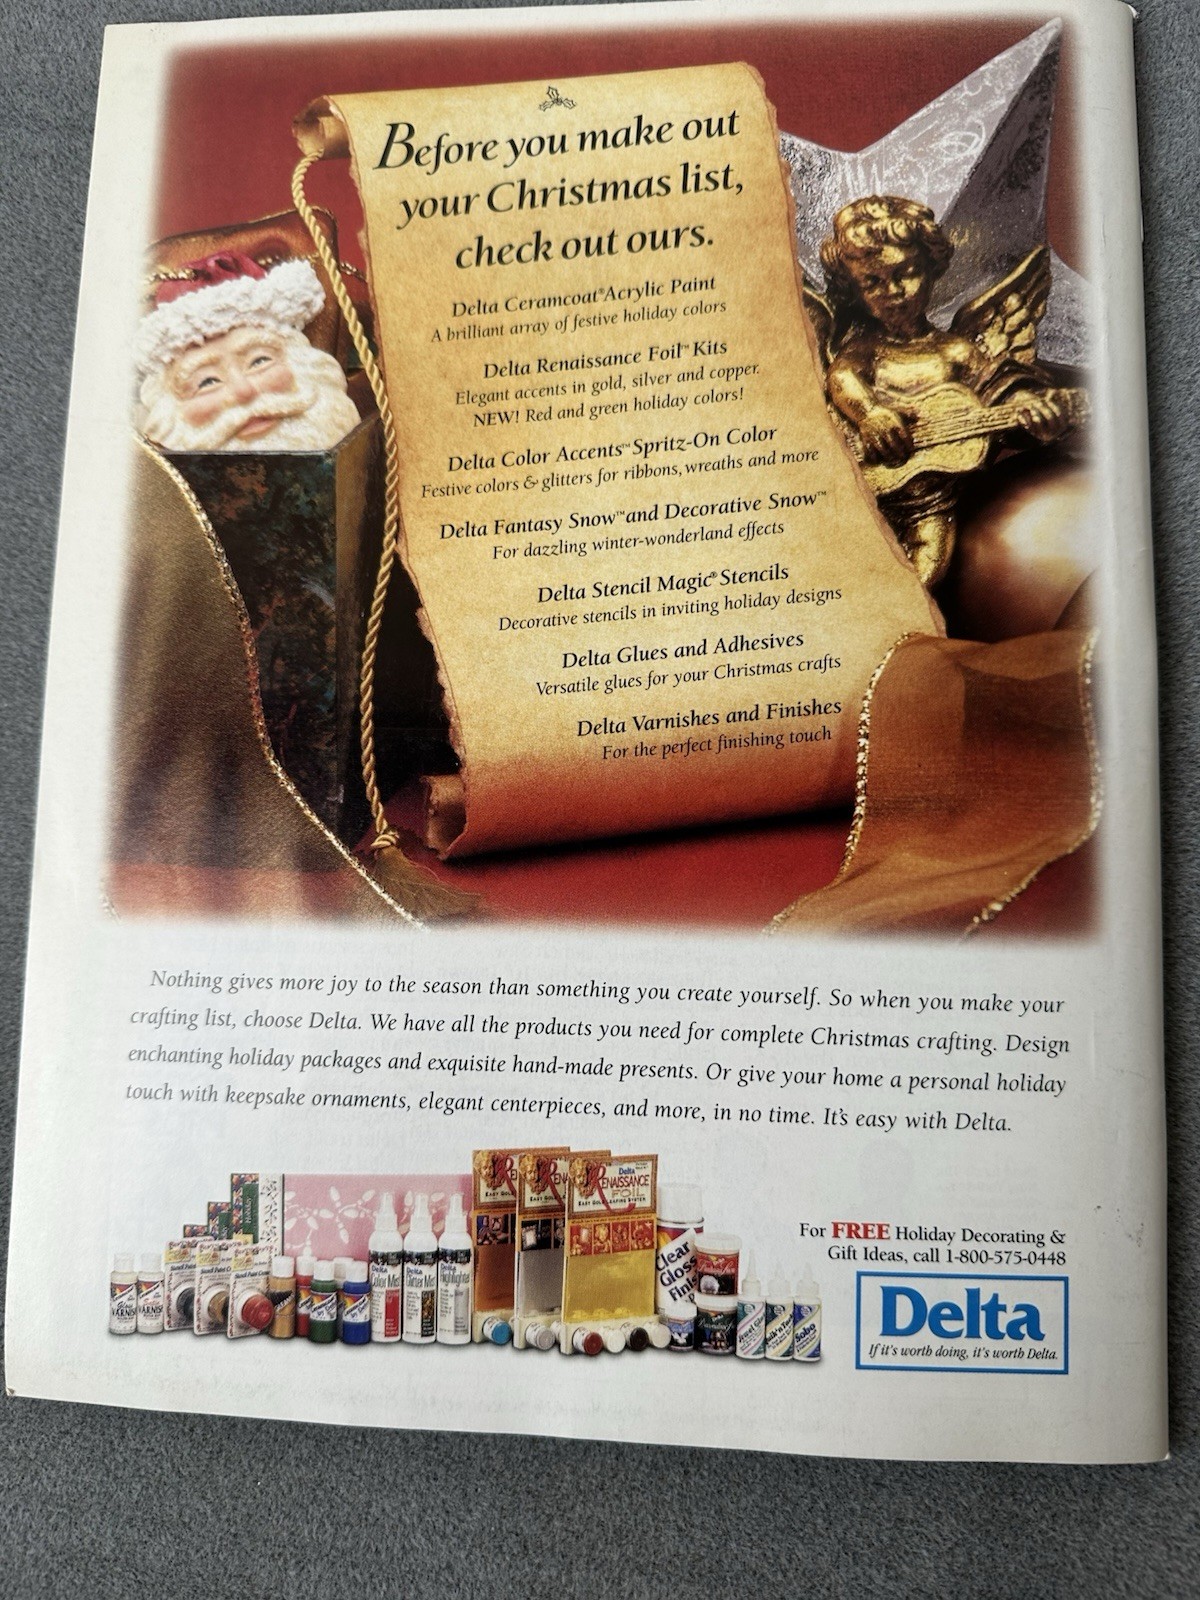 Before you make out
your Christmas list,
check out ours.
Delta Ceramcoat® Acrylic Paint
A brilliant array of festive holiday colors
Delta Renaissance Foil™ Kits
Elegant accents in gold, silver and copper.
NEW! Red and green holiday colors!
Delta Color Accents™ Spritz-On Color
Festive colors & glitters for ribbons, wreaths and more
Delta Fantasy Snow™ and Decorative Snow™
For dazzling winter-wonderland effects
Delta Stencil Magic® Stencils
Decorative stencils in inviting holiday designs
Delta Glues and Adhesives
Versatile glues for your Christmas crafts
Delta Varnishes and Finishes
For the perfect finishing touch
Nothing gives more joy to the season than something you create yourself. So when you make your
crafting list, choose Delta. We have all the products you need for complete Christmas crafting. Design
enchanting holiday packages and exquisite hand-made presents. Or give your home a personal holiday
touch with keepsake ornaments, elegant centerpieces, and more, in no time. It's easy with Delta.
Delta
RENAISSANCE
FOIL
Clear
Gloss
Finish
Sobo
For FREE Holiday Decorating &
Gift Ideas, call 1-800-575-0448
Delta
If it's worth doing, it's worth Delta.